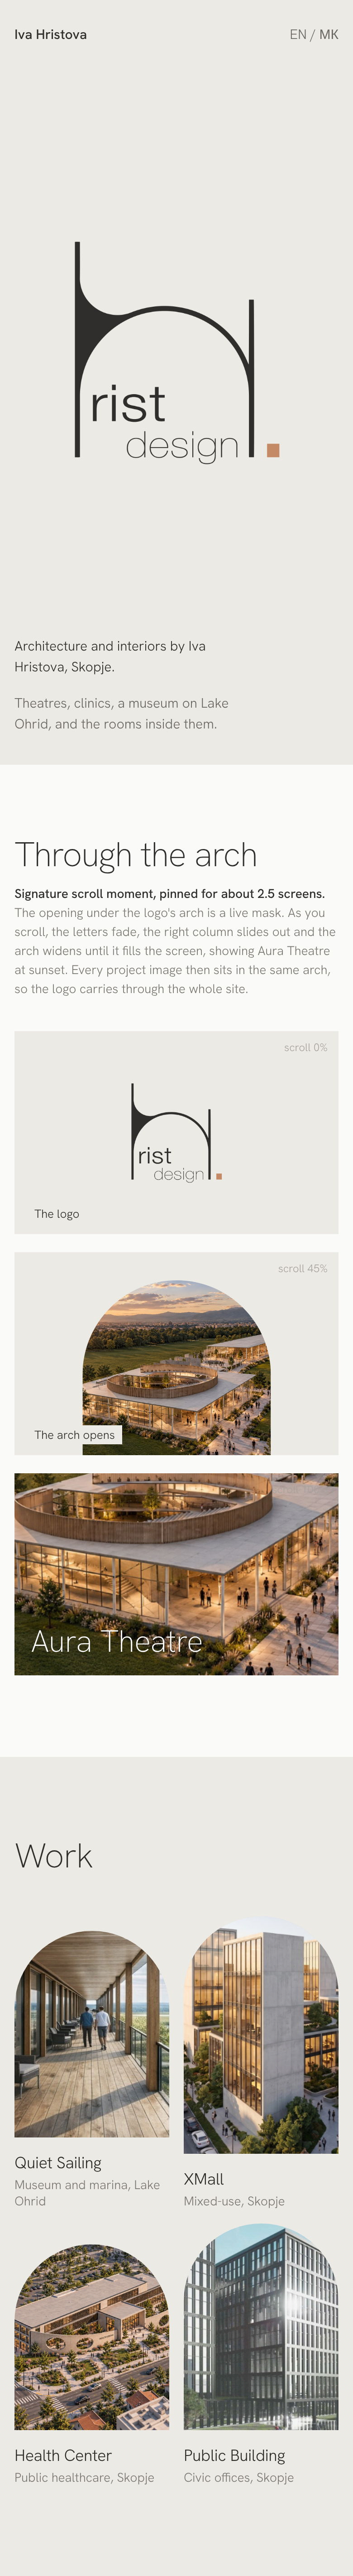 Iva Hristova
EN / MK
rist
design
Architecture and interiors by Iva
Hristova, Skopje.
Theatres, clinics, a museum on Lake
Ohrid, and the rooms inside them.
Through the arch
Signature scroll moment, pinned for about 2.5 screens.
The opening under the logo's arch is a live mask. As you
scroll, the letters fade, the right column slides out and the
arch widens until it fills the screen, showing Aura Theatre
at sunset. Every project image then sits in the same arch,
so the logo carries through the whole site.
scroll 0%
rist
design
The logo
scroll 45%
The arch opens
Aura Theatre
Work
Quiet Sailing
Museum and marina, Lake
Ohrid
XMall
Mixed-use, Skopje
Health Center
Public healthcare, Skopje
Public Building
Civic offices, Skopje